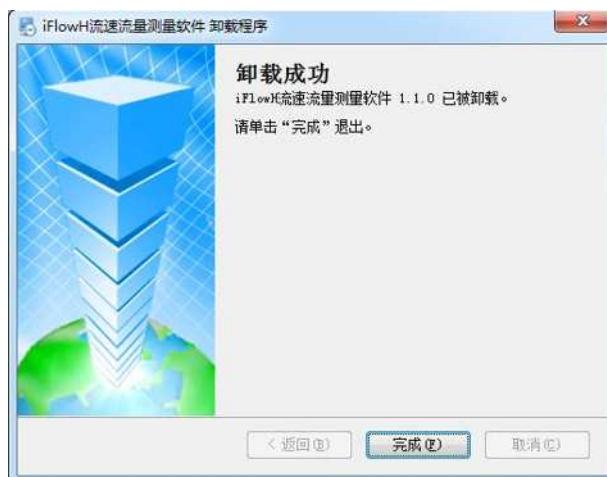 iFlowH流速流量测量软件 卸载程序
卸载成功
iFlowH流速流量测量软件 1.1.0 已被卸载。
请单击“完成”退出。
< 返回(B)
完成(F)
取消(C)